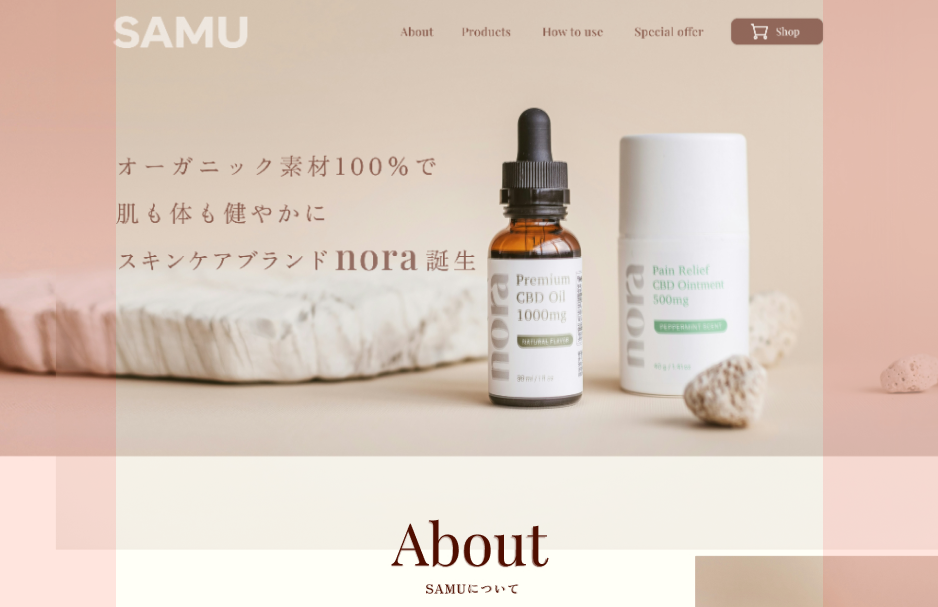 SAMU
About
Products
How to use
Special offer
Shop
オーガニック素材100%で
肌も体も健やかに
スキンケアブランドnora誕生
nora
Premium
CBD Oil
1000mg
NATURAL FLAVOR
30 ml / 1 fl oz
nora
Pain Relief
CBD Ointment
500mg
PEPPERMINT SCENT
About
SAMUについて